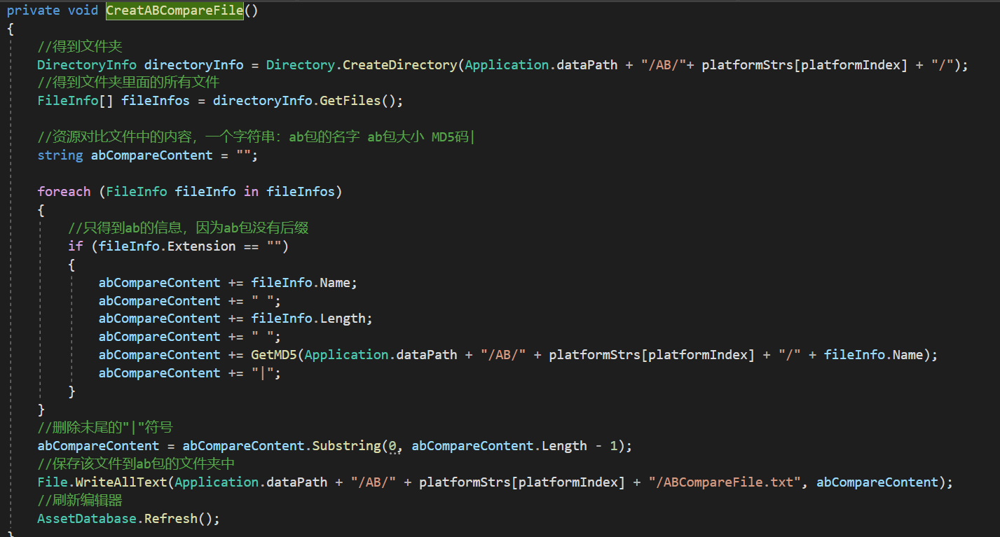 private void CreatABCompareFile()
{
//得到文件夹
DirectoryInfo directoryInfo = Directory.CreateDirectory(Application.dataPath + "/AB/"+ platformStrs[platformIndex] + "/");
//得到文件夹里面的所有文件
FileInfo[] fileInfos = directoryInfo.GetFiles();
//资源对比文件中的内容，一个字符串：ab包的名字 ab包大小 MD5码|
string abCompareContent = "";
foreach (FileInfo fileInfo in fileInfos)
{
//只得到ab的信息，因为ab包没有后缀
if (fileInfo.Extension == "")
{
abCompareContent += fileInfo.Name;
abCompareContent += " ";
abCompareContent += fileInfo.Length;
abCompareContent += " ";
abCompareContent += GetMD5(Application.dataPath + "/AB/" + platformStrs[platformIndex] + "/" + fileInfo.Name);
abCompareContent += "|";
}
}
//删除末尾的"|"符号
abCompareContent = abCompareContent.Substring(0, abCompareContent.Length - 1);
//保存该文件到ab包的文件夹中
File.WriteAllText(Application.dataPath + "/AB/" + platformStrs[platformIndex] + "/ABCompareFile.txt", abCompareContent);
//刷新编辑器
AssetDatabase.Refresh();
}